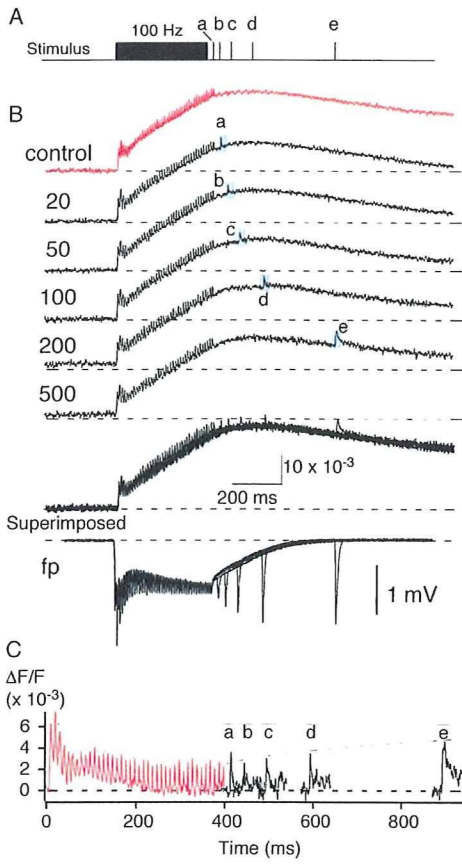 A
100 Hz
a b c d e
Stimulus
B
control
a
20
b
50
c
100
d
200
e
500
10 x 10⁻³
200 ms
Superimposed
fp
1 mV
C
ΔF/F
(x 10⁻³)
6
4
2
0
a b c d e
0 200 400 600 800
Time (ms)